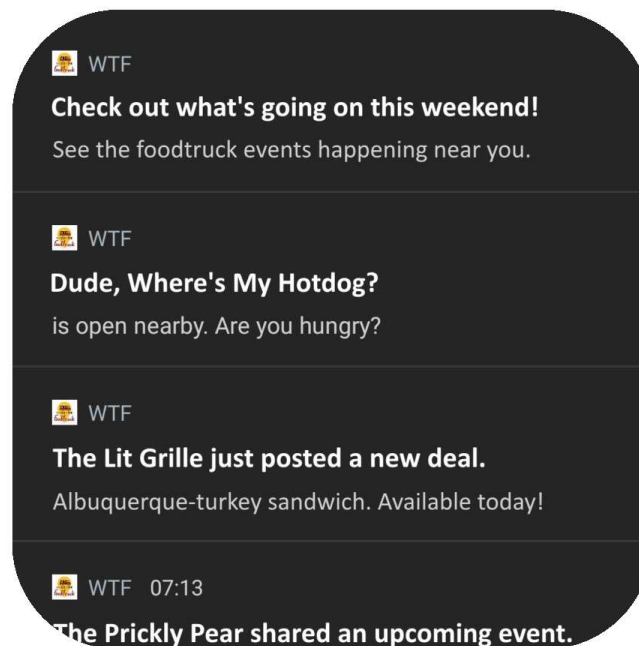 WTF
Check out what's going on this weekend!
See the foodtruck events happening near you.
WTF
Dude, Where's My Hotdog?
is open nearby. Are you hungry?
WTF
The Lit Grille just posted a new deal.
Albuquerque-turkey sandwich. Available today!
WTF 07:13
The Prickly Pear shared an upcoming event.